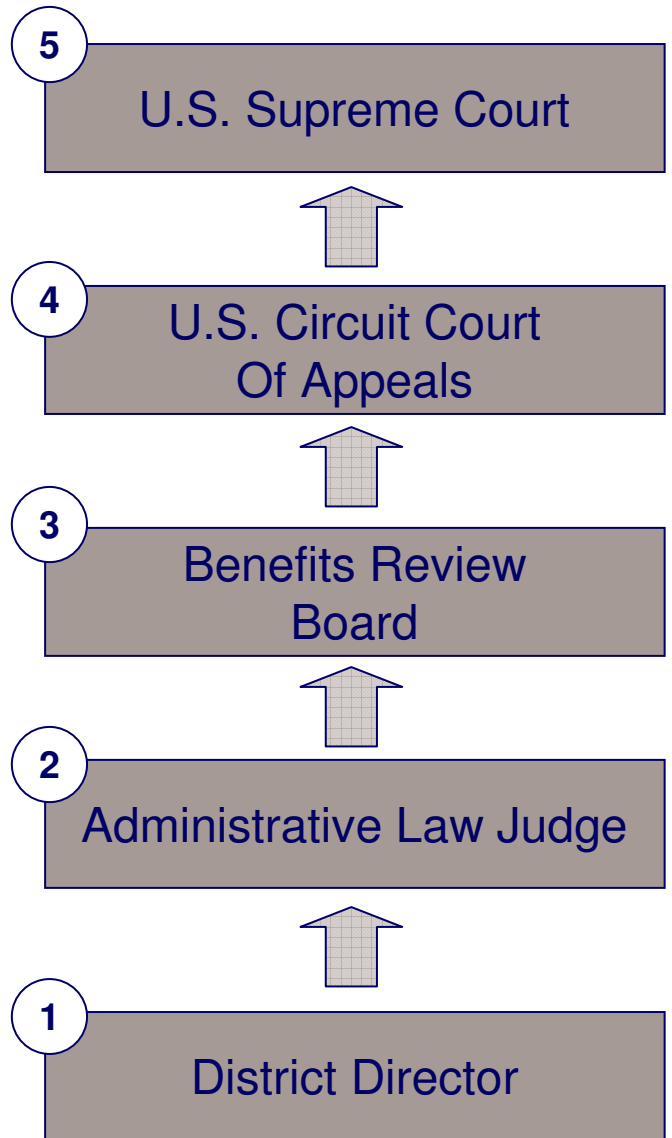 5
U.S. Supreme Court
4
U.S. Circuit Court
Of Appeals
3
Benefits Review
Board
2
Administrative Law Judge
1
District Director